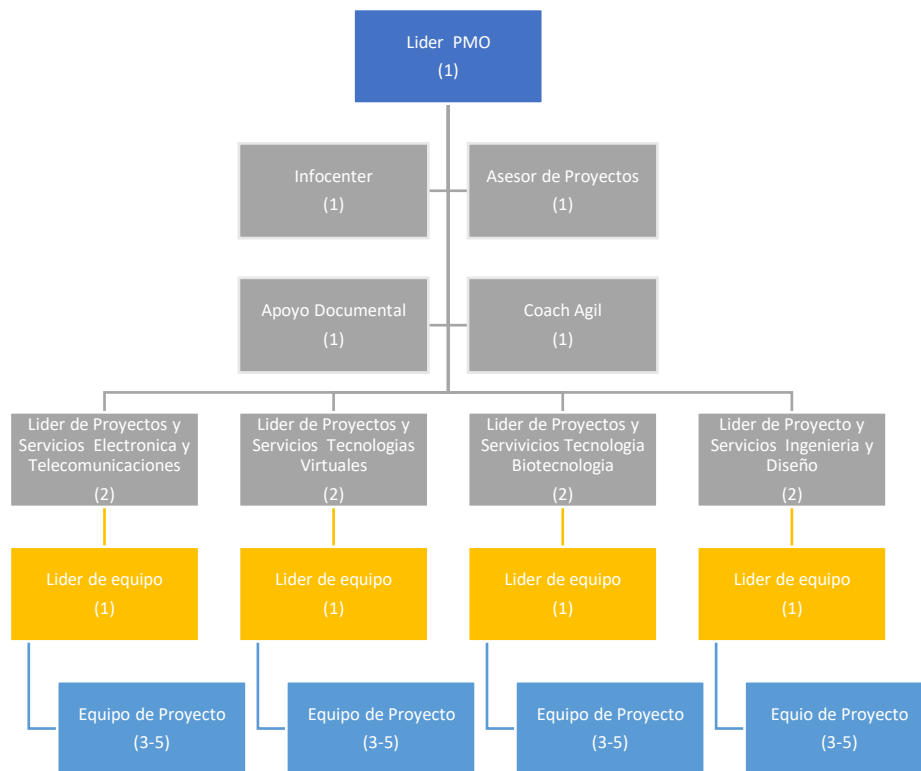 Lider PMO
(1)
Infocenter
(1)
Asesor de Proyectos
(1)
Apoyo Documental
(1)
Coach Agil
(1)
Lider de Proyectos y
Servicios Electronica y
Telecomunicaciones
(2)
Lider de Proyectos y
Servicios Tecnologias
Virtuales
(2)
Lider de Proyectos y
Servivicios Tecnologia
Biotecnologia
(2)
Lider de Proyecto y
Servicios Ingenieria y
Diseño
(2)
Lider de equipo
(1)
Lider de equipo
(1)
Lider de equipo
(1)
Lider de equipo
(1)
Equipo de Proyecto
(3-5)
Equipo de Proyecto
(3-5)
Equipo de Proyecto
(3-5)
Equio de Proyecto
(3-5)